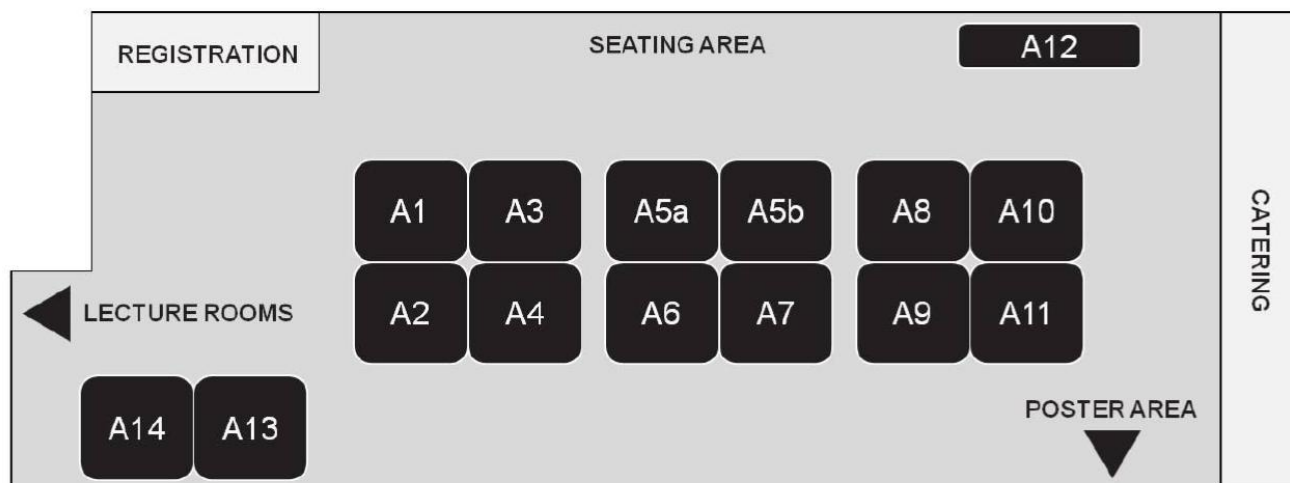 REGISTRATION
SEATING AREA
A12
A1 A3 A5a A5b A8 A10
CATERING
A2 A4 A6 A7 A9 A11
LECTURE ROOMS
A14 A13
POSTER AREA